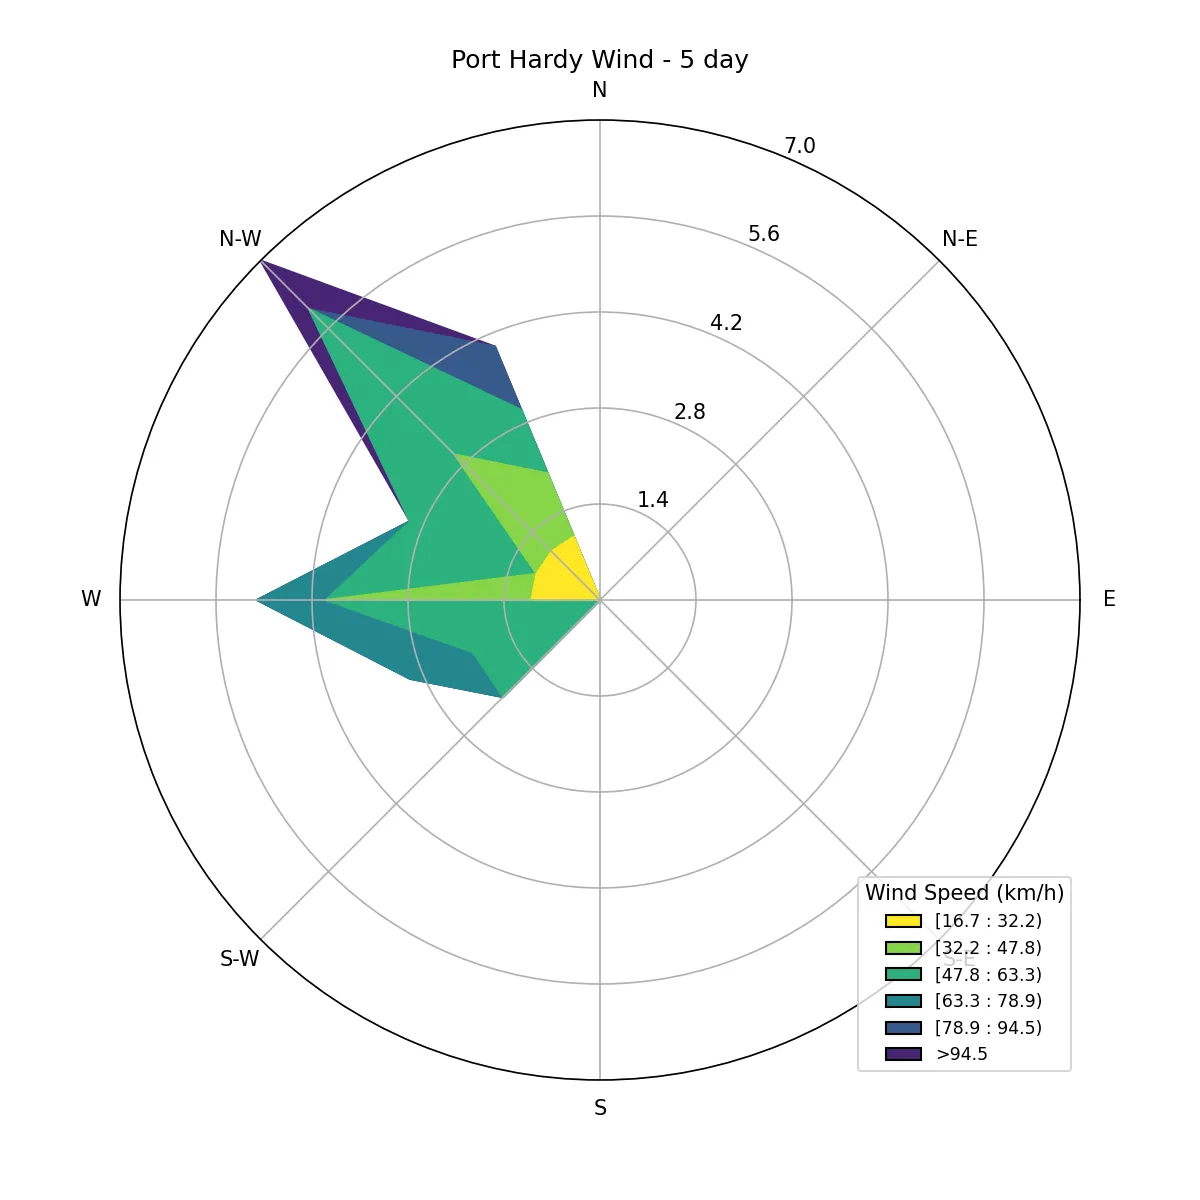 Port Hardy Wind - 5 day
N
7.0
N-W
N-E
5.6
4.2
2.8
1.4
W
E
S-W
S-E
S
Wind Speed (km/h)
[16.7 : 32.2)
[32.2 : 47.8)
[47.8 : 63.3)
[63.3 : 78.9)
[78.9 : 94.5)
>94.5